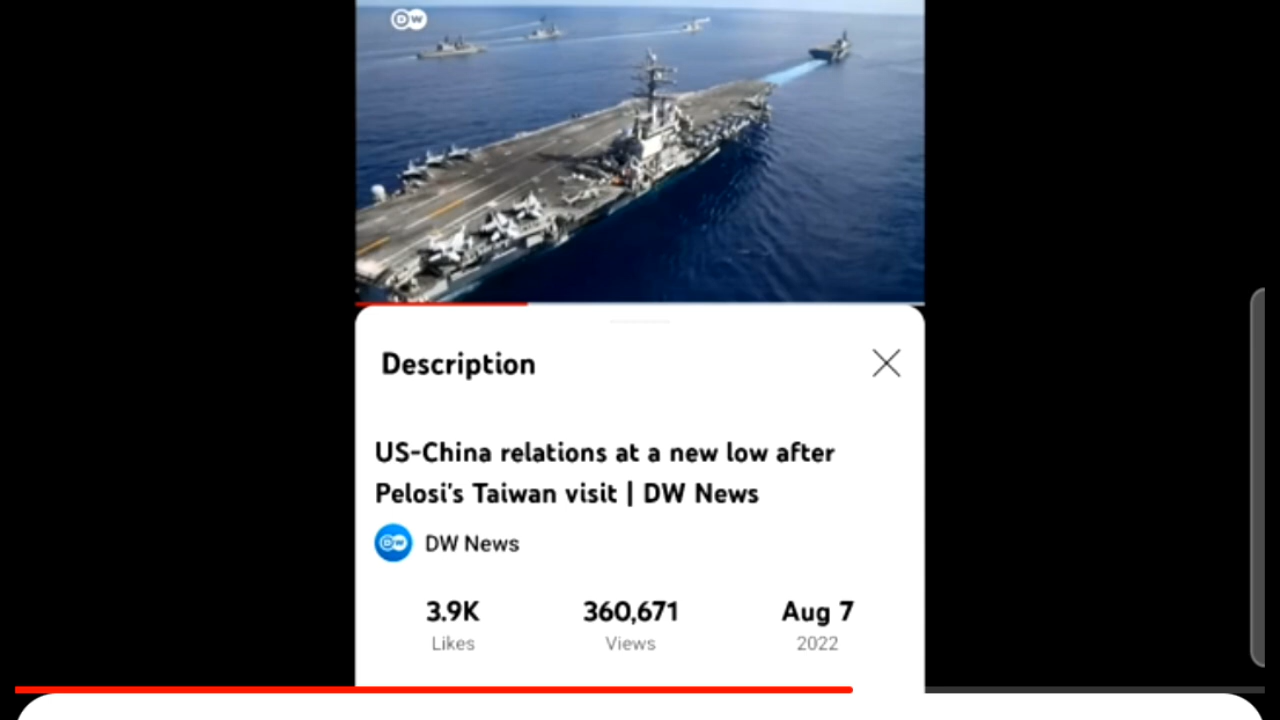 DW
Description
US-China relations at a new low after
Pelosi's Taiwan visit | DW News
DW DW News
3.9K 360,671 Aug 7
Likes Views 2022